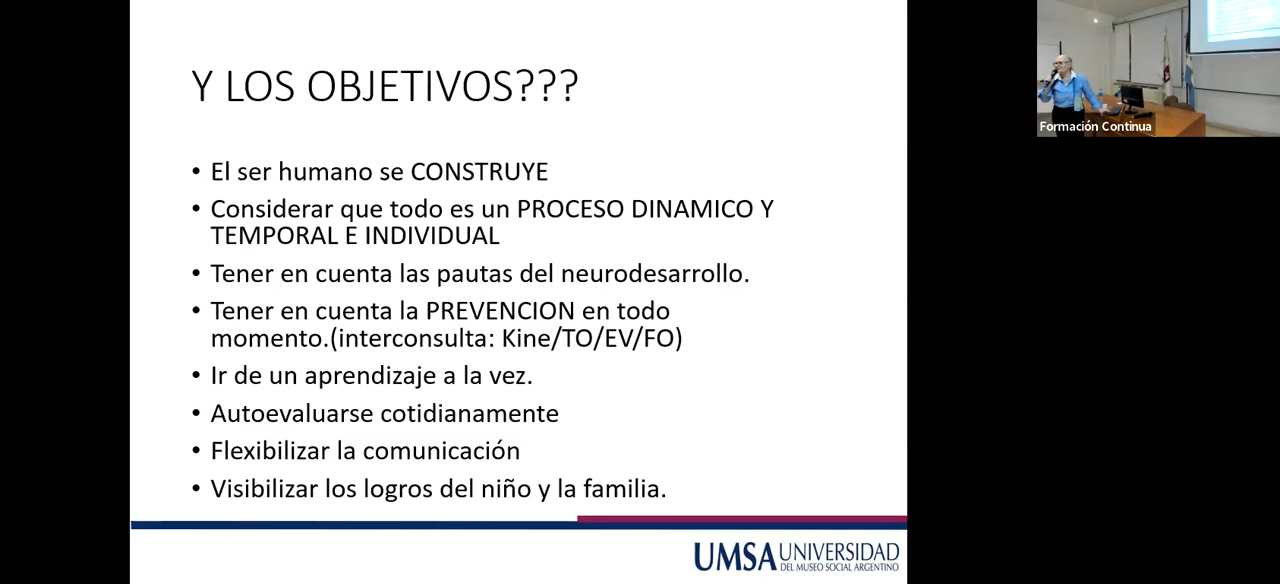 Y LOS OBJETIVOS???
• El ser humano se CONSTRUYE
• Considerar que todo es un PROCESO DINAMICO Y
TEMPORAL E INDIVIDUAL
• Tener en cuenta las pautas del neurodesarrollo.
• Tener en cuenta la PREVENCION en todo
momento.(interconsulta: Kine/TO/EV/FO)
• Ir de un aprendizaje a la vez.
• Autoevaluarse cotidianamente
• Flexibilizar la comunicación
• Visibilizar los logros del niño y la familia.
UMSA UNIVERSIDAD
DEL MUSEO SOCIAL ARGENTINO
Formación Continua